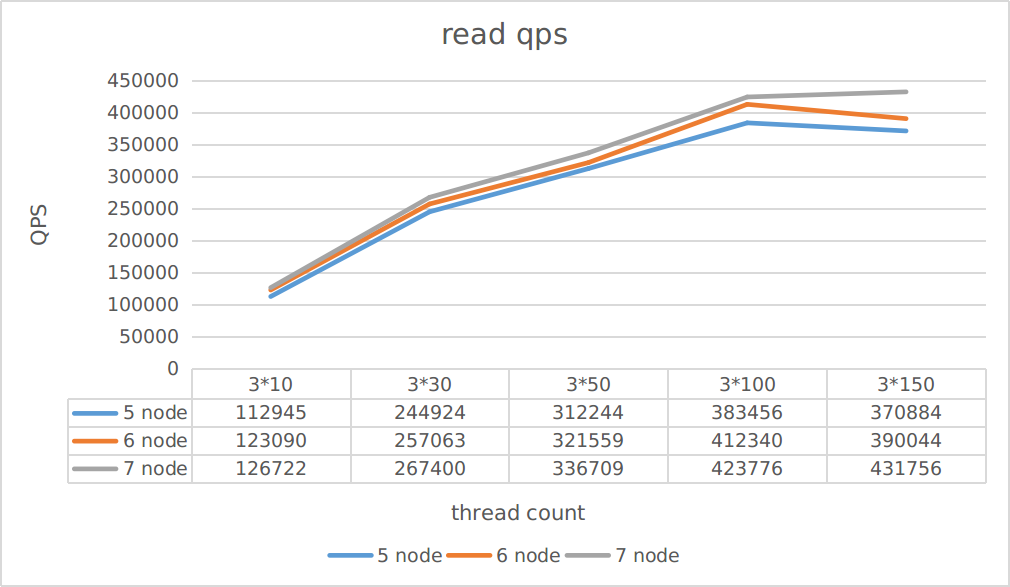 read qps
450000
400000
350000
300000
250000
200000
150000
100000
50000
0
QPS
3*10 3*30 3*50 3*100 3*150
5 node 112945 244924 312244 383456 370884
6 node 123090 257063 321559 412340 390044
7 node 126722 267400 336709 423776 431756
thread count
5 node 6 node 7 node